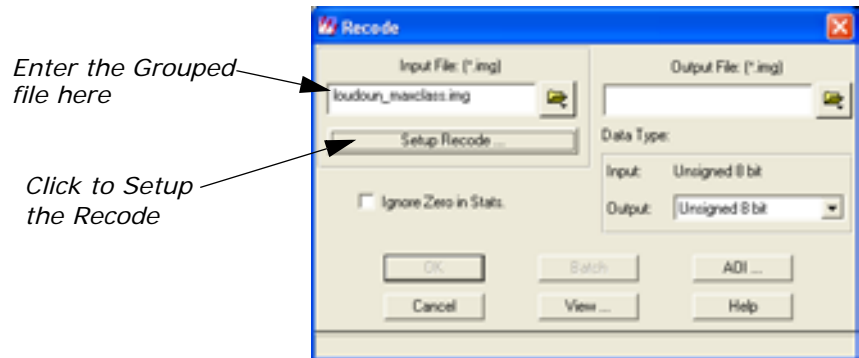 Recode
Enter the Grouped
file here
Click to Setup
the Recode
Input File: (*.img)
loudoun_maxclass.img
Setup Recode ...
Ignore Zero in Stats.
Output File: (*.img)
Data Type:
Input: Unsigned 8 bit
Output: Unsigned 8 bit
OK
Batch
AOI ...
Cancel
View ...
Help